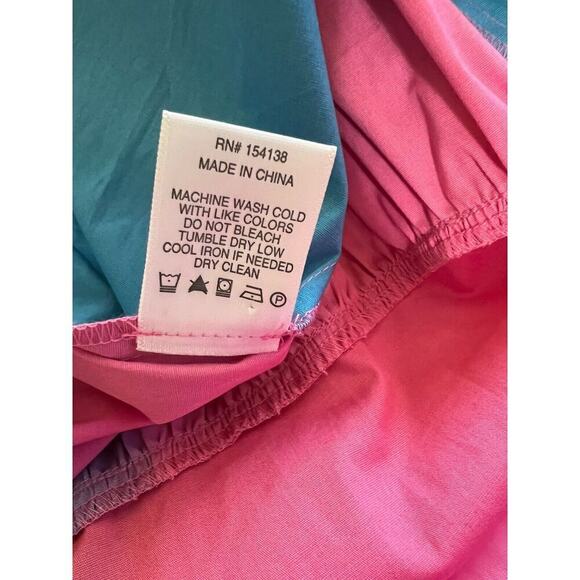 RN# 154138
MADE IN CHINA
MACHINE WASH COLD
WITH LIKE COLORS
DO NOT BLEACH
TUMBLE DRY LOW
COOL IRON IF NEEDED
DRY CLEAN
P